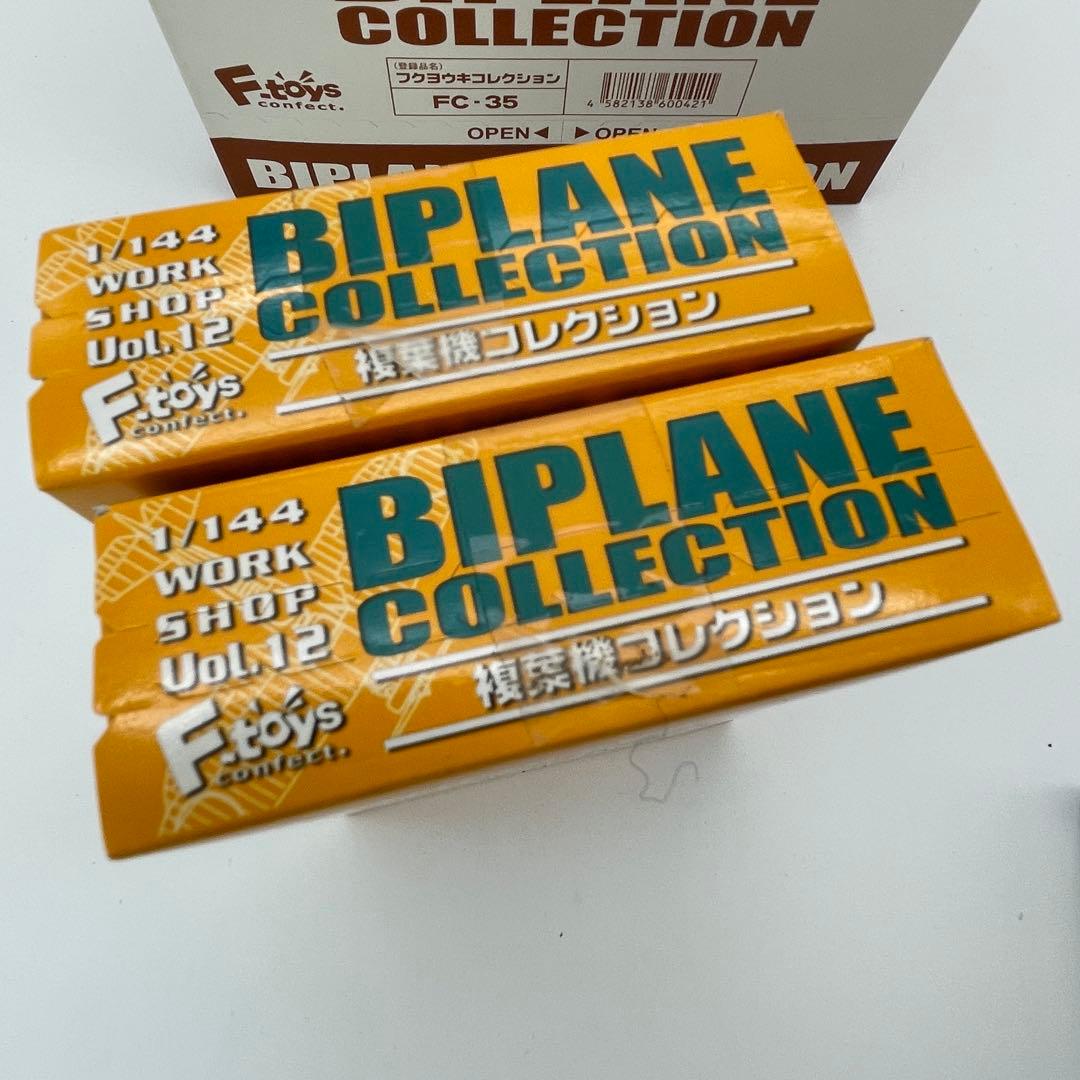 BIPLANE
COLLECTION
F-toys
confect.
(登録品名)
フクヨウキコレクション
FC-35
4 582138 600421
OPEN◀ ▶OPEN
1/144
WORK
SHOP
Vol.12
F-toys
confect.
BIPLANE
COLLECTION
複葉機コレクション
1/144
WORK
SHOP
Vol.12
F-toys
confect.
BIPLANE
COLLECTION
複葉機コレクション